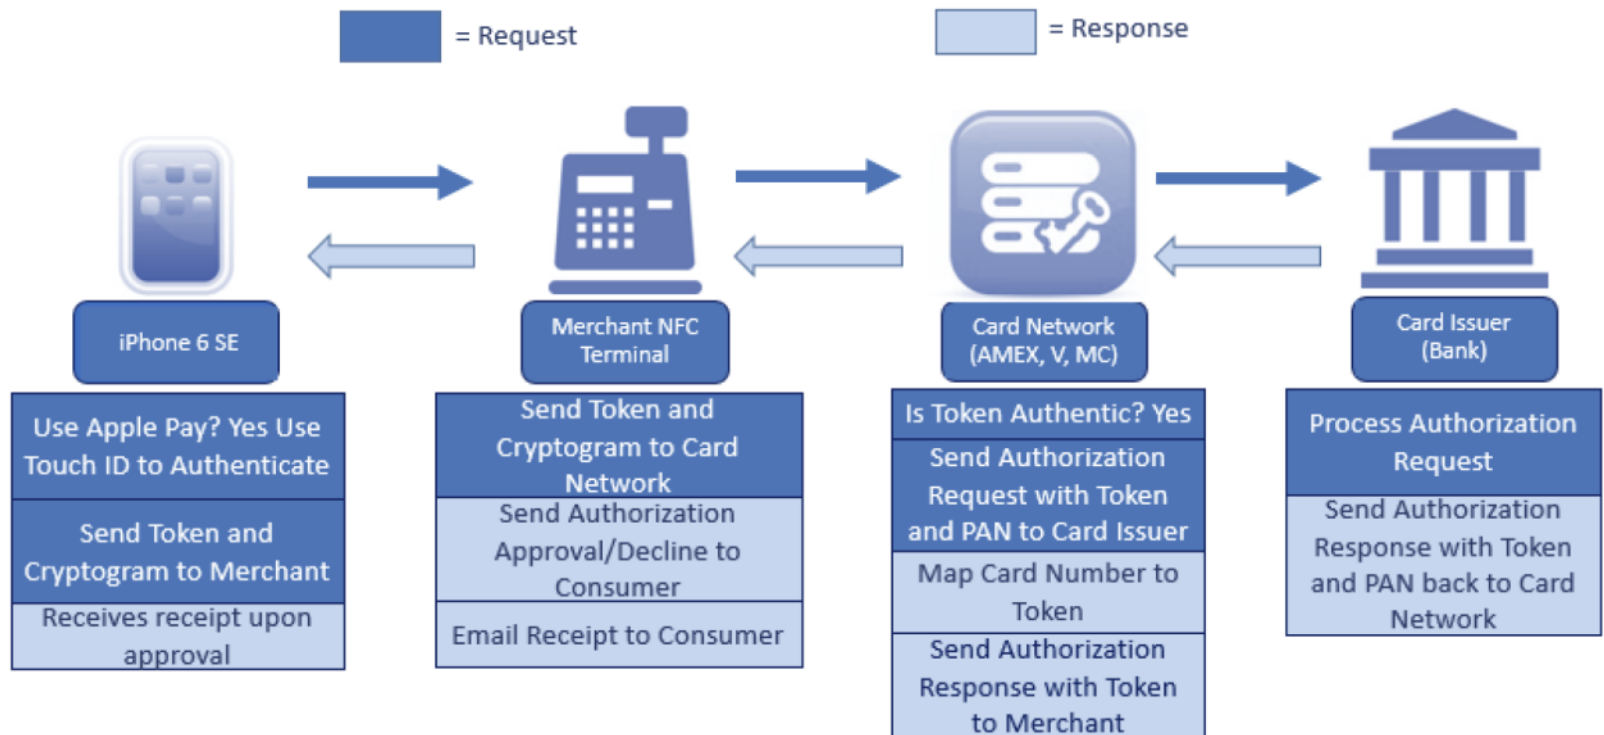 = Request
= Response
iPhone 6 SE
Merchant NFC
Terminal
Card Network
(AMEX, V, MC)
Card Issuer
(Bank)
Use Apple Pay? Yes Use
Touch ID to Authenticate
Send Token and
Cryptogram to Merchant
Receives receipt upon
approval
Send Token and
Cryptogram to Card
Network
Send Authorization
Approval/Decline to
Consumer
Email Receipt to Consumer
Is Token Authentic? Yes
Send Authorization
Request with Token
and PAN to Card Issuer
Map Card Number to
Token
Send Authorization
Response with Token
to Merchant
Process Authorization
Request
Send Authorization
Response with Token
and PAN back to Card
Network